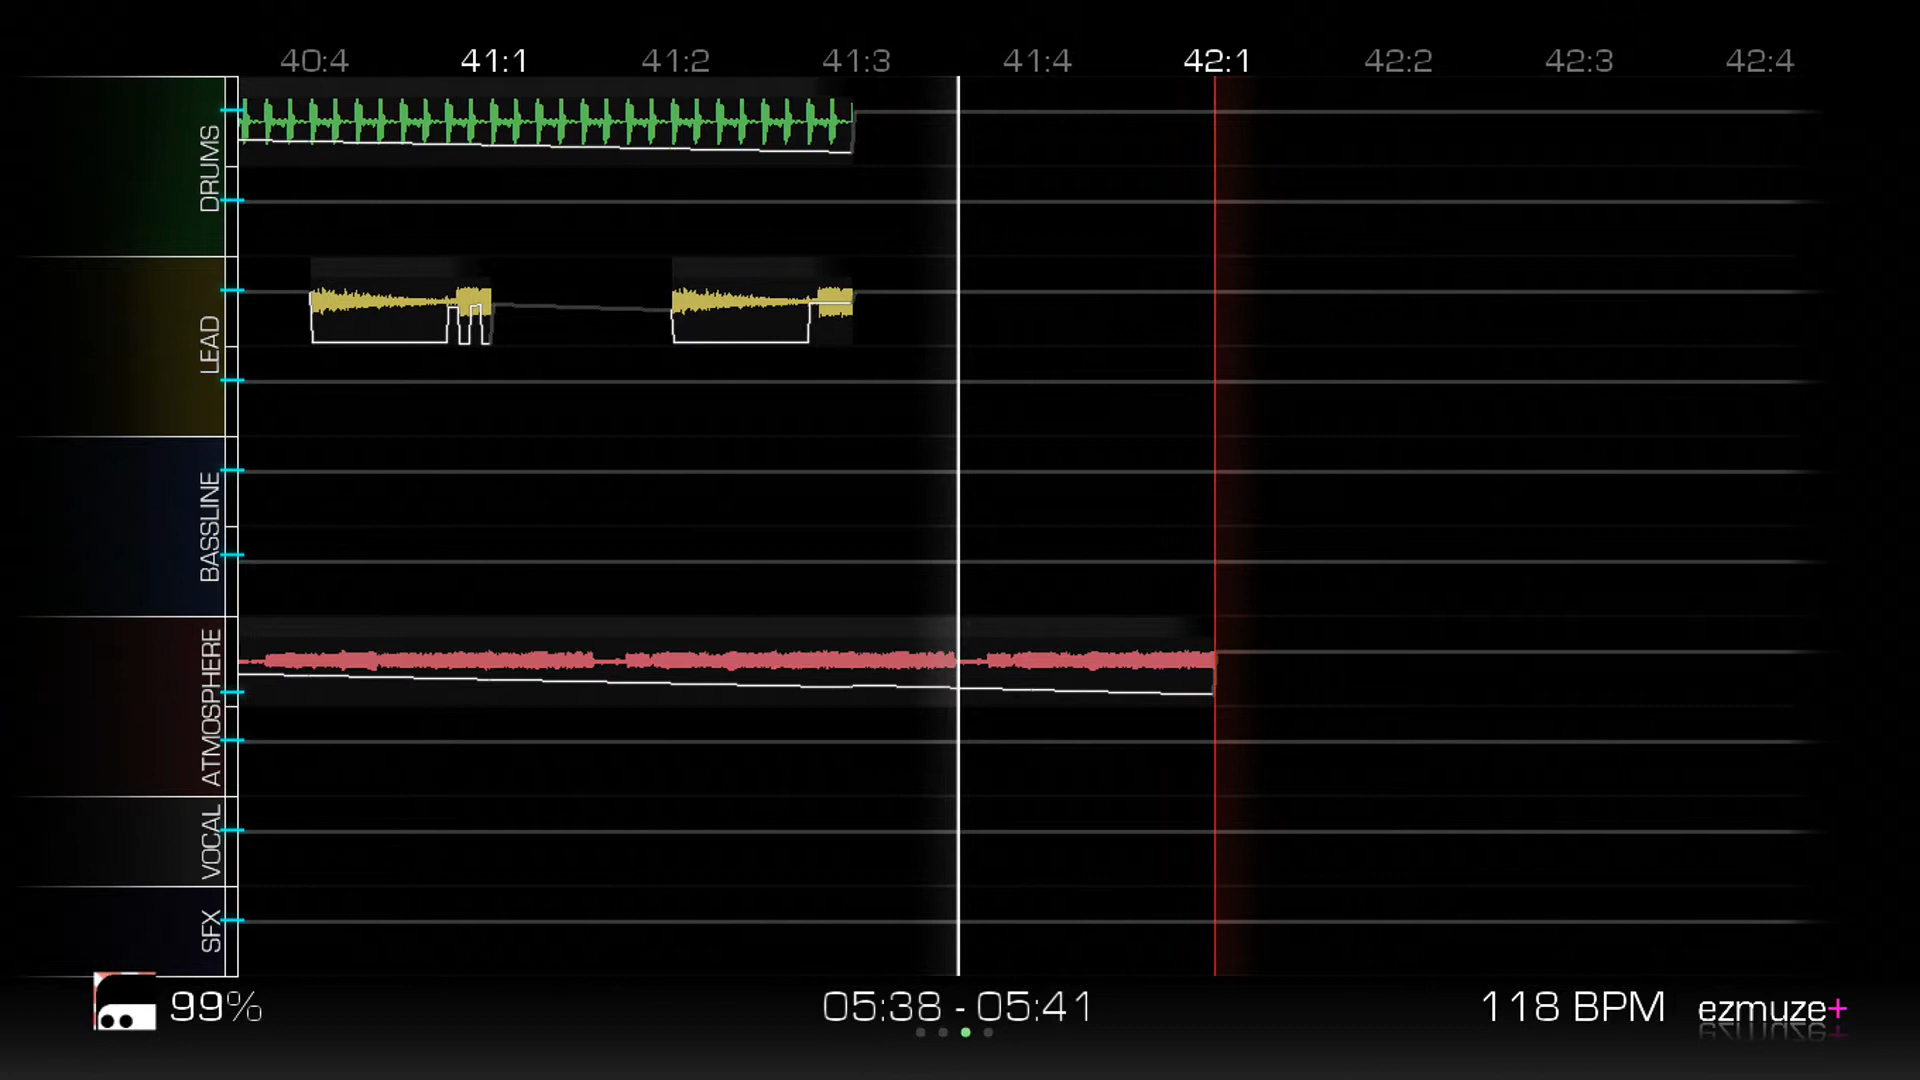 40:4 41:1 41:2 41:3 41:4 42:1 42:2 42:3 42:4
DRUMS
LEAD
BASSLINE
ATMOSPHERE
VOCAL
SFX
99% 05:38 - 05:41 118 BPM ezmuze+